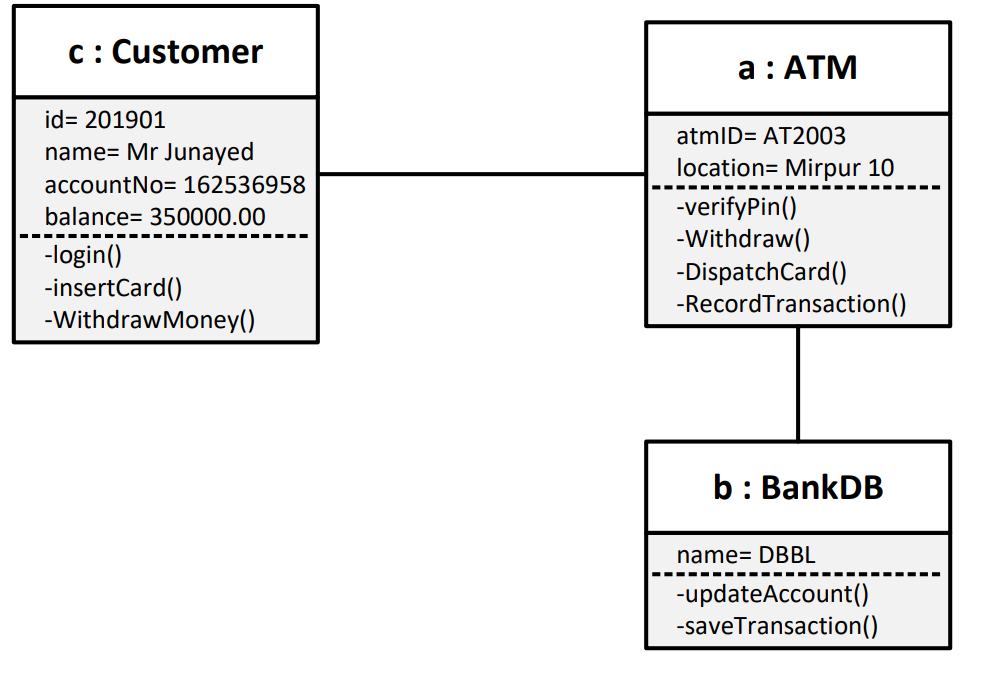 c : Customer
id= 201901
name= Mr Junayed
accountNo= 162536958
balance= 350000.00
-login()
-insertCard()
-WithdrawMoney()
a : ATM
atmID= AT2003
location= Mirpur 10
-verifyPin()
-Withdraw()
-DispatchCard()
-RecordTransaction()
b : BankDB
name= DBBL
-updateAccount()
-saveTransaction()